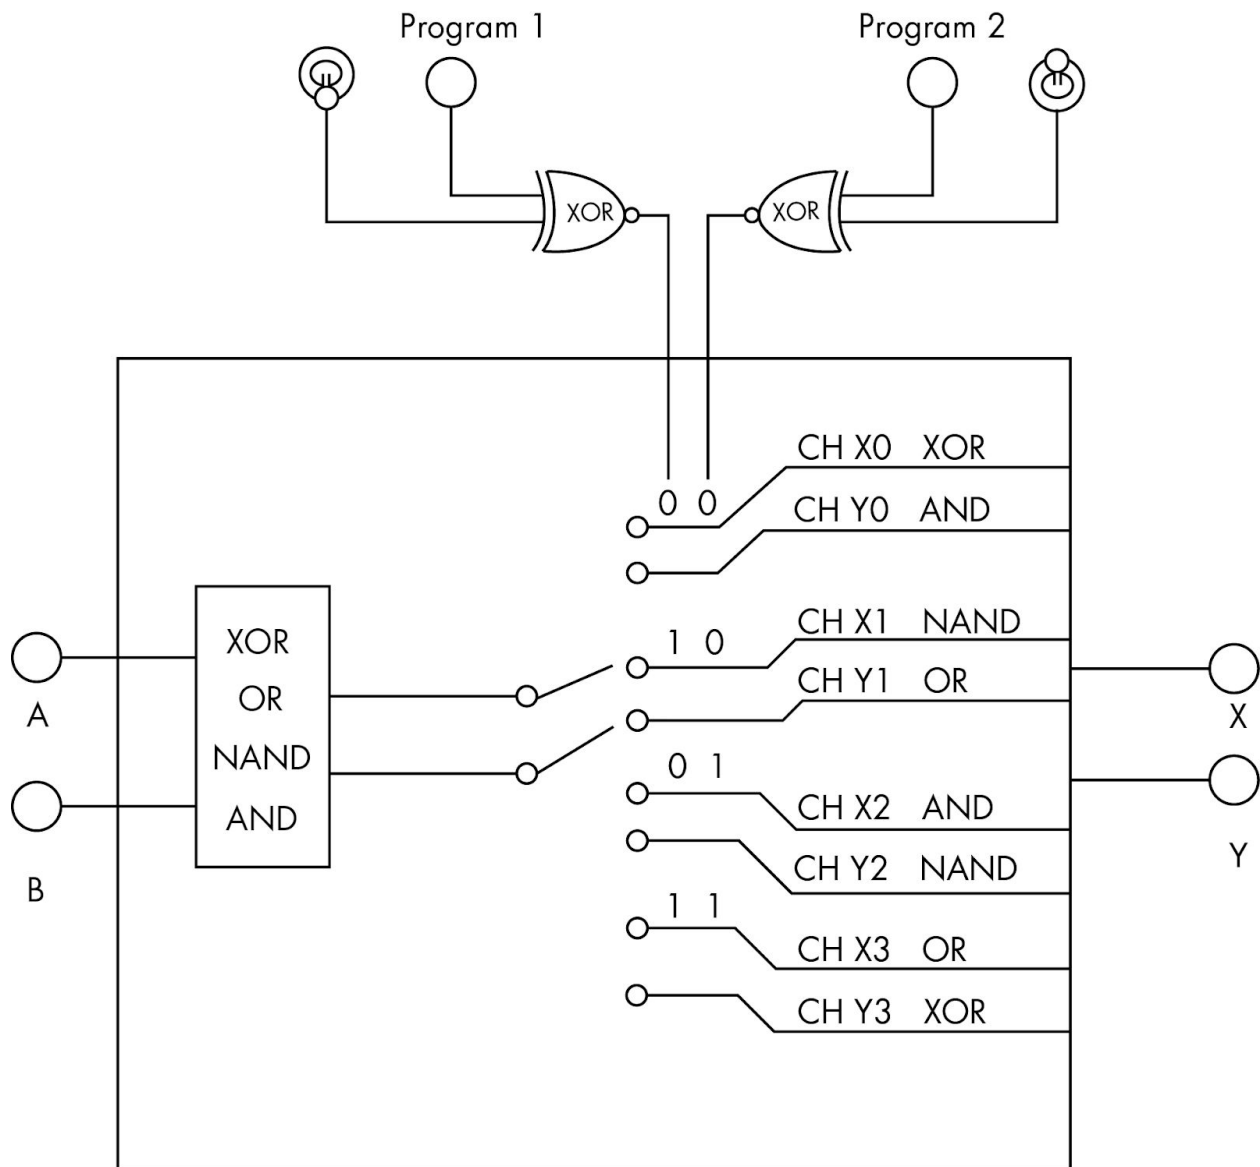 Program 1
Program 2
XOR
XOR
CH X0 XOR
0 0
CH Y0 AND
CH X1 NAND
1 0
CH Y1 OR
0 1
CH X2 AND
CH Y2 NAND
1 1
CH X3 OR
CH Y3 XOR
XOR
OR
NAND
AND
A
B
X
Y